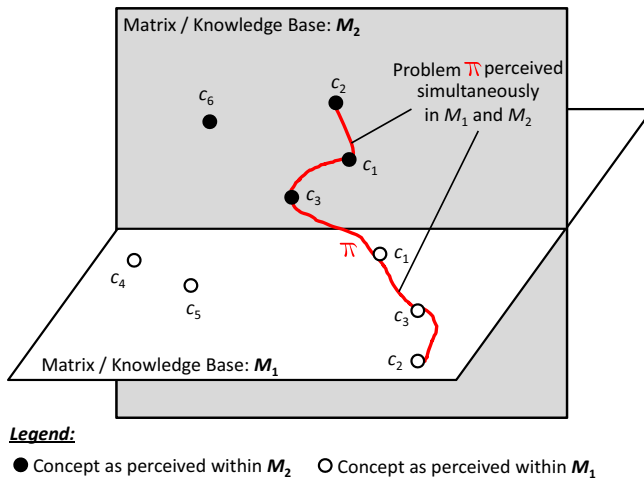 Matrix / Knowledge Base: M₂
Problem π perceived
simultaneously
in M₁ and M₂
c₂
c₆
c₁
c₃
π
c₁
c₄
c₅
c₃
c₂
Matrix / Knowledge Base: M₁
Legend:
Concept as perceived within M₂
Concept as perceived within M₁